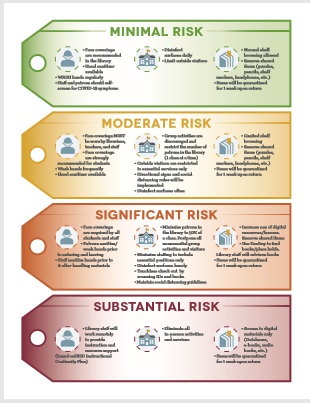 MINIMAL RISK
• Face coverings
are recommended
in the library
• Hand sanitizer
available
• WASH hands regularly
• Staff and patrons should self-
screen for COVID-19 symptoms
• Disinfect
surfaces daily
• Limit outside visitors
• Normal shelf
browsing allowed
• Remove shared
items (puzzles,
pencils, chalk
markers, headphones, etc.)
• Items will be quarantined
for 1 week upon return
MODERATE RISK
• Face coverings MUST
be worn by librarians,
teachers, and staff
• Face coverings
are strongly
recommended for students
• Wash hands frequently
• Hand sanitizer available
• Group activities are
discouraged and
restrict the number of
patrons in the library
(1 class at a time)
• Outside visitors are restricted
to essential services only
• Directional signs and social
distancing rules will be
implemented
• Disinfect surfaces often
• Limited shelf
browsing
• Remove shared
items (puzzles,
pencils, chalk
markers, headphones, etc.)
• Items will be quarantined
for 1 week upon return
SIGNIFICANT RISK
• Face coverings
are required by all
students and staff
• Patrons sanitize/
wash hands prior
to entering and leaving
• Staff sanitize hands prior to
& after handling materials
• Minimize patrons in
the library to 50% of
a class. Postpone all
nonessential group
activities and visitors
• Minimize visiting to include
essential positions only
• Disinfect surfaces hourly
• Touchless check out by
scanning IDs and books
• Maintain social distancing guidelines
• Increase use of digital
resources/lessons.
• Remove shared items
• Use Destiny to find
books/place holds.
Library staff will retrieve books
• Items will be quarantined
for 1 week upon return
SUBSTANTIAL RISK
• Library staff will
work remotely
to provide
instruction and
resource support
(based on USD Instructional
Continuity Plan)
• Eliminate all
in-person activities
and services
• Access to digital
materials only
(Databases,
e-books, audio
books, etc.)
• Items will be quarantined
for 1 week upon return